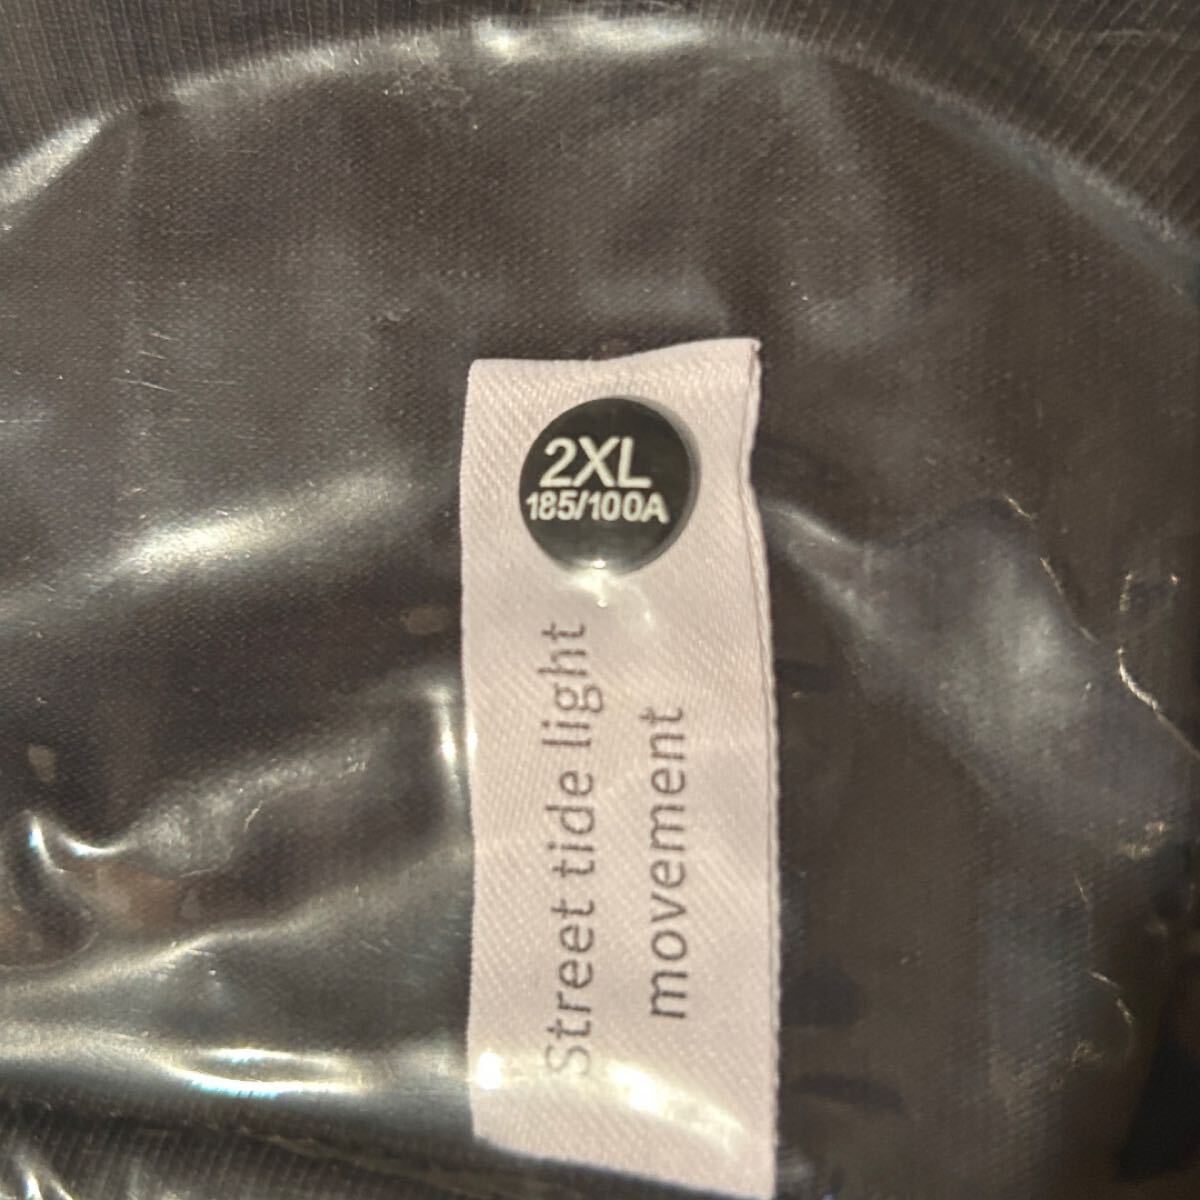 2XL
185/100A
Street tide light
movement